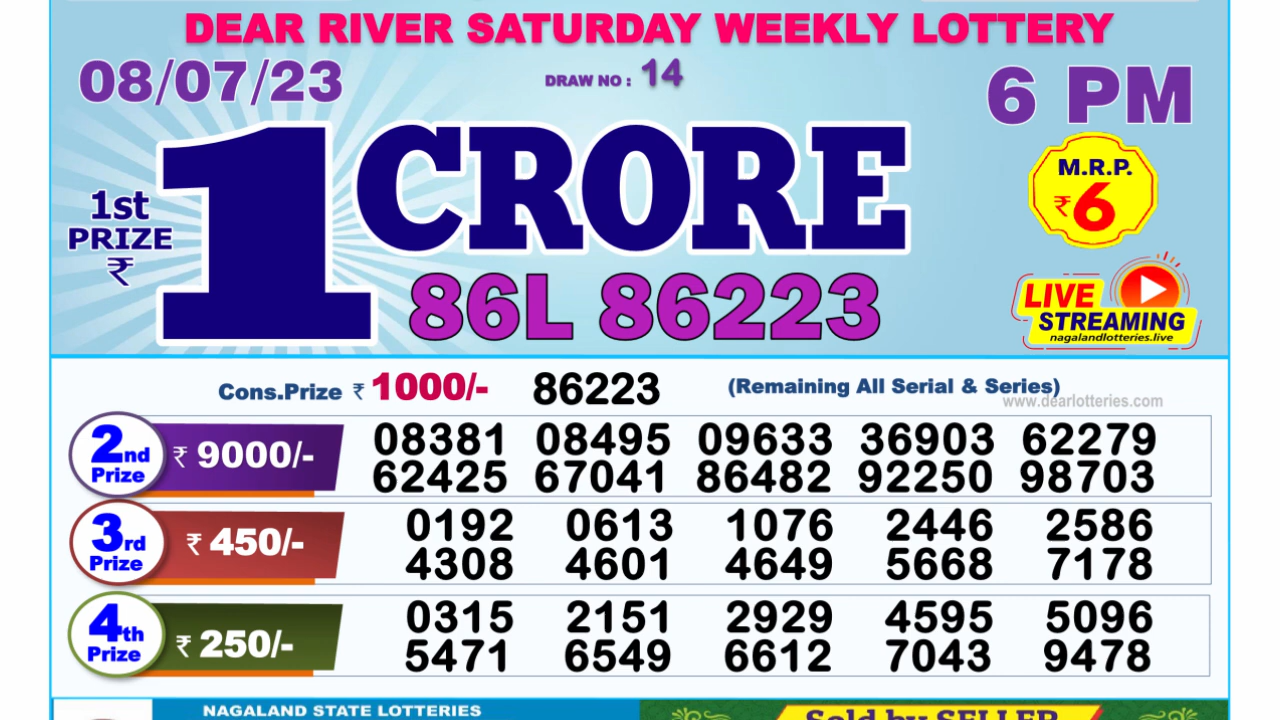 DEAR RIVER SATURDAY WEEKLY LOTTERY
08/07/23
DRAW NO : 14
6 PM
1st
PRIZE
₹
1 CRORE
M.R.P.
₹6
86L 86223
LIVE
STREAMING
nagalandlotteries.live
Cons.Prize ₹ 1000/- 86223 (Remaining All Serial & Series)
www.dearlotteries.com
2nd
Prize
₹ 9000/-
08381 08495 09633 36903 62279
62425 67041 86482 92250 98703
3rd
Prize
₹ 450/-
0192 0613 1076 2446 2586
4308 4601 4649 5668 7178
4th
Prize
₹ 250/-
0315 2151 2929 4595 5096
5471 6549 6612 7043 9478
NAGALAND STATE LOTTERIES
Sold by SELLER